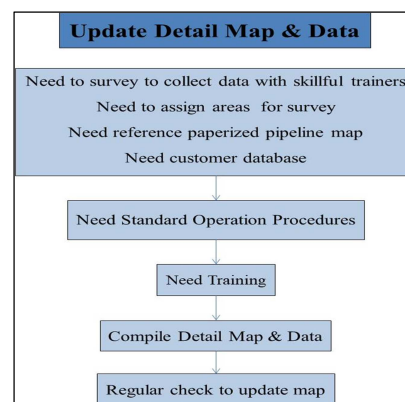 Update Detail Map & Data
Need to survey to collect data with skillful trainers
Need to assign areas for survey
Need reference paperized pipeline map
Need customer database
Need Standard Operation Procedures
Need Training
Compile Detail Map & Data
Regular check to update map